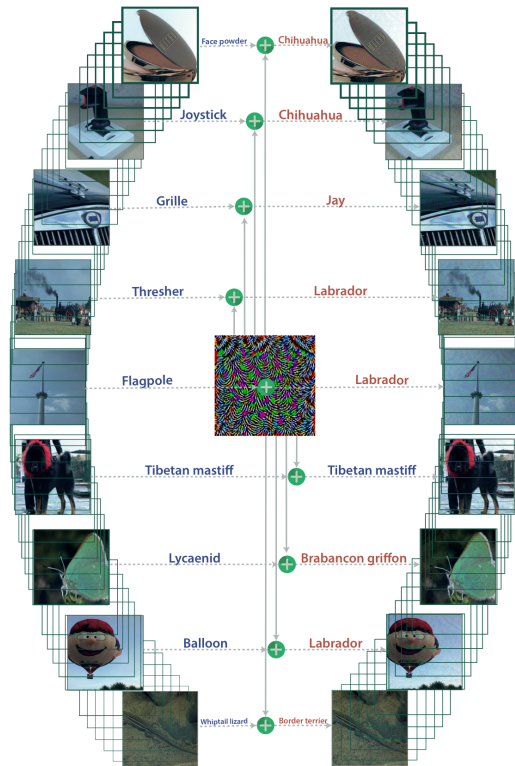 Face powder Chihuahua
Joystick Chihuahua
Grille Jay
Thresher Labrador
Flagpole Labrador
Tibetan mastiff Tibetan mastiff
Lycaenid Brabancon griffon
Balloon Labrador
Whiptail lizard Border terrier